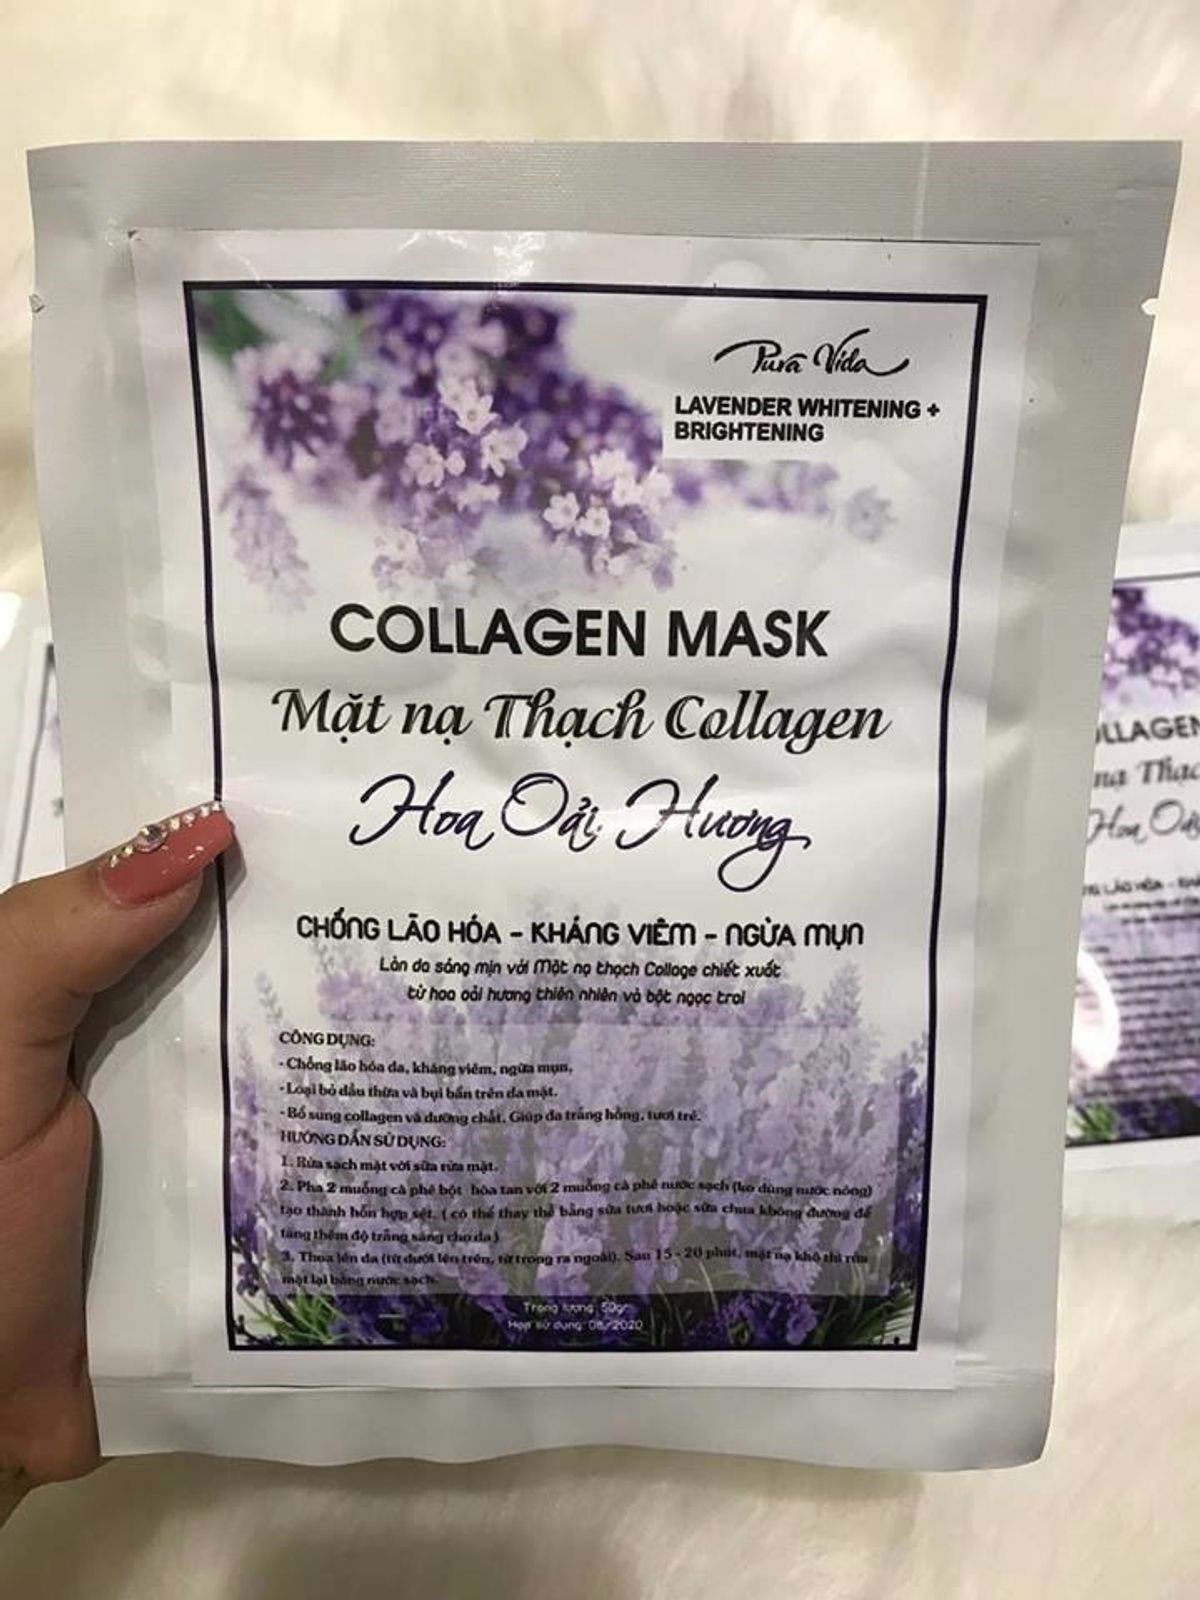 Pura Vida
LAVENDER WHITENING +
BRIGHTENING
COLLAGEN MASK
Mặt nạ Thạch Collagen
Hoa Oải Hương
CHỐNG LÃO HÓA - KHÁNG VIÊM - NGỪA MỤN
Làn da sáng mịn với Mặt nạ thạch Collage chiết xuất
từ hoa oải hương thiên nhiên và bột ngọc trai
CÔNG DỤNG:
- Chống lão hóa da, kháng viêm, ngừa mụn.
- Loại bỏ dầu thừa và bụi bẩn trên da mặt.
- Bổ sung collagen và dưỡng chất. Giúp da trắng hồng, tươi trẻ.
HƯỚNG DẪN SỬ DỤNG:
1. Rửa sạch mặt với sữa rửa mặt.
2. Pha 2 muỗng cà phê bột hòa tan với 2 muỗng cà phê nước sạch (ko dùng nước nóng)
tạo thành hỗn hợp sệt. ( có thể thay thế bằng sữa tươi hoặc sữa chua không đường để
tăng thêm độ trắng sáng cho da )
3. Thoa lên da (từ dưới lên trên, từ trong ra ngoài). Sau 15 - 20 phút, mặt nạ khô thì rửa
mặt lại bằng nước sạch.
Trọng lượng: 50gr
Hạn sử dụng: 08/2020
COLLAGEN
nạ Thạc
Hoa Oải
LÃO HÓA - KHÁ